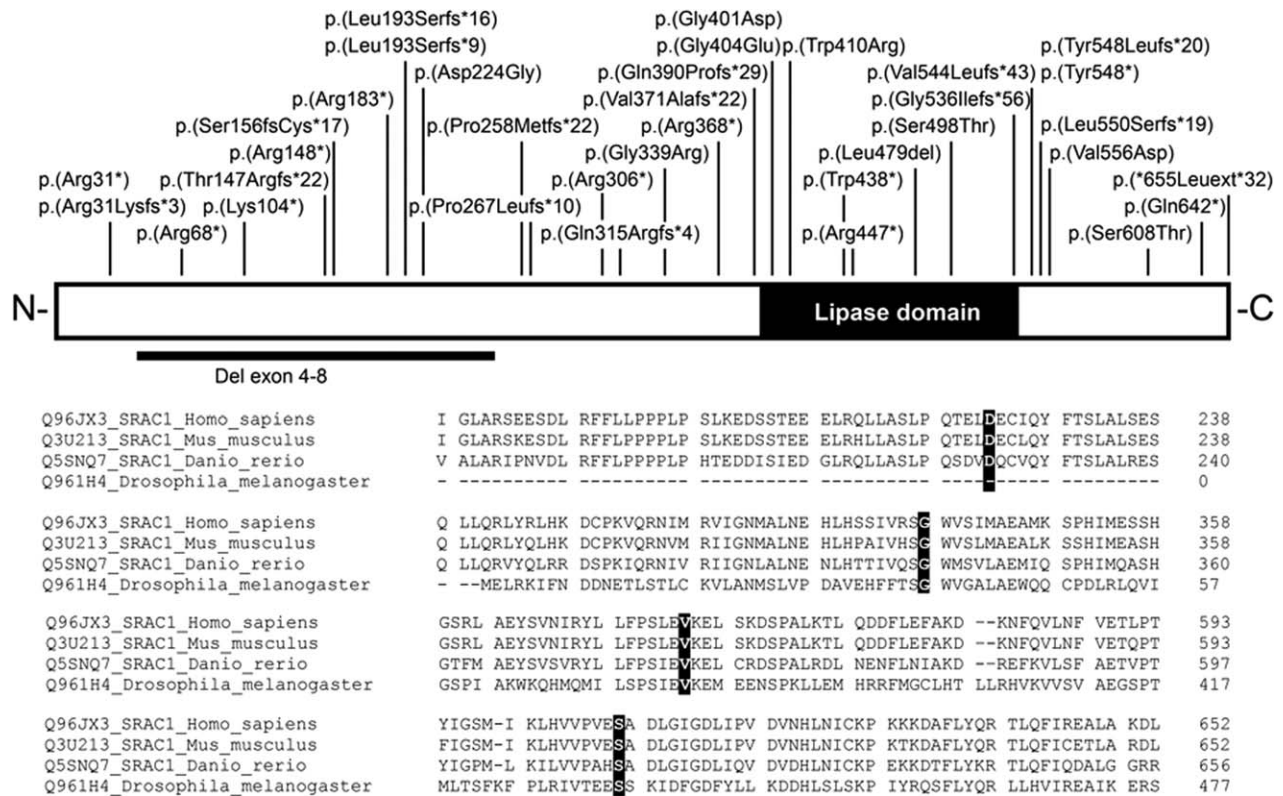 p.(Leu193Serfs*16) p.(Gly401Asp)
p.(Leu193Serfs*9) p.(Gly404Glu) p.(Trp410Arg) p.(Tyr548Leufs*20)
p.(Asp224Gly) p.(Gln390Profs*29) p.(Val544Leufs*43) p.(Tyr548*)
p.(Arg183*) p.(Val371Alafs*22) p.(Gly536Ilefs*56)
p.(Ser156fsCys*17) p.(Pro258Metfs*22) p.(Arg368*) p.(Ser498Thr) p.(Leu550Serfs*19)
p.(Arg148*) p.(Gly339Arg) p.(Leu479del) p.(Val556Asp)
p.(Arg31*) p.(Thr147Argfs*22) p.(Arg306*) p.(Trp438*) p.(*655Leuext*32)
p.(Arg31Lysfs*3) p.(Lys104*) p.(Pro267Leufs*10) p.(Gln642*)
p.(Arg68*) p.(Gln315Argfs*4) p.(Arg447*) p.(Ser608Thr)
N- Lipase domain -C
Del exon 4-8
Q96JX3_SRAC1_Homo_sapiens I GLARSEESDL RFFLLPPPLP SLKEDSSTEE ELRQLLASLP QTELDECIQY FTSLALSES 238
Q3U213_SRAC1_Mus_musculus I GLARSKESDL RFFLLPPPLP SLKEDSSTEE ELRHLLASLP QTELDECLQY FTSLALSES 238
Q5SNQ7_SRAC1_Danio_rerio V ALARIPNVDL RFFLPPPPLP HTEDDISIED GLRQLLASLP QSDVDQCVQY FTSLALRES 240
Q961H4_Drosophila_melanogaster - ---------- ---------- ---------- ---------- ---------- --------- 0
Q96JX3_SRAC1_Homo_sapiens Q LLQRLYRLHK DCPKVQRNIM RVIGNMALNE HLHSSIVRSG WVSIMAEAMK SPHIMESSH 358
Q3U213_SRAC1_Mus_musculus Q LLQRLYQLHK DCPKVQRNVM RIIGNMALNE HLHPAIVHSG WVSLMAEALK SSHIMEASH 358
Q5SNQ7_SRAC1_Danio_rerio Q LLQRVYQLRR DSPKIQRNIV RIIGNLALNE NLHTTIVQSG WMSVLAEMIQ SPHIMQASH 360
Q961H4_Drosophila_melanogaster - --MELRKIFN DDNETLSTLC KVLANMSLVP DAVEHFFTSG WVGALAEWQQ CPDLRLQVI 57
Q96JX3_SRAC1_Homo_sapiens GSRL AEYSVNIRYL LFPSLEVKEL SKDSPALKTL QDDFLEFAKD --KNFQVLNF VETLPT 593
Q3U213_SRAC1_Mus_musculus GSRL AEYSVNIRYL LFPSLEVKEL SKDSPALKTL QDDFLEFAKD --KNFQVLNF VETQPT 593
Q5SNQ7_SRAC1_Danio_rerio GTFM AEYSVSVRYL LFPSIEVKEL CRDSPALRDL NENFLNIAKD --REFKVLSF AETVPT 597
Q961H4_Drosophila_melanogaster GSPI AKWKQHMQMI LSPSIEVKEM EENSPKLLEM HRRFMGCLHT LLRHVKVVSV AEGSPT 417
Q96JX3_SRAC1_Homo_sapiens YIGSM-I KLHVVPVESA DLGIGDLIPV DVNHLNICKP KKKDAFLYQR TLQFIREALA KDL 652
Q3U213_SRAC1_Mus_musculus FIGSM-I KLHVVPVESA DLGIGDLIPV DVNHLNICKP KTKDAFLYQR TLQFICETLA RDL 652
Q5SNQ7_SRAC1_Danio_rerio YIGPM-L KILVVPAHSA DLGIGDLIQV DVDHLNICKP EKKDTFLYKR TLQFIQDALG GRR 656
Q961H4_Drosophila_melanogaster MLTSFKF PLRIVTEESS KIDFGDFYLL KDDHLSLSKP IYRQSFLYQR LLHVIREAIK ERS 477